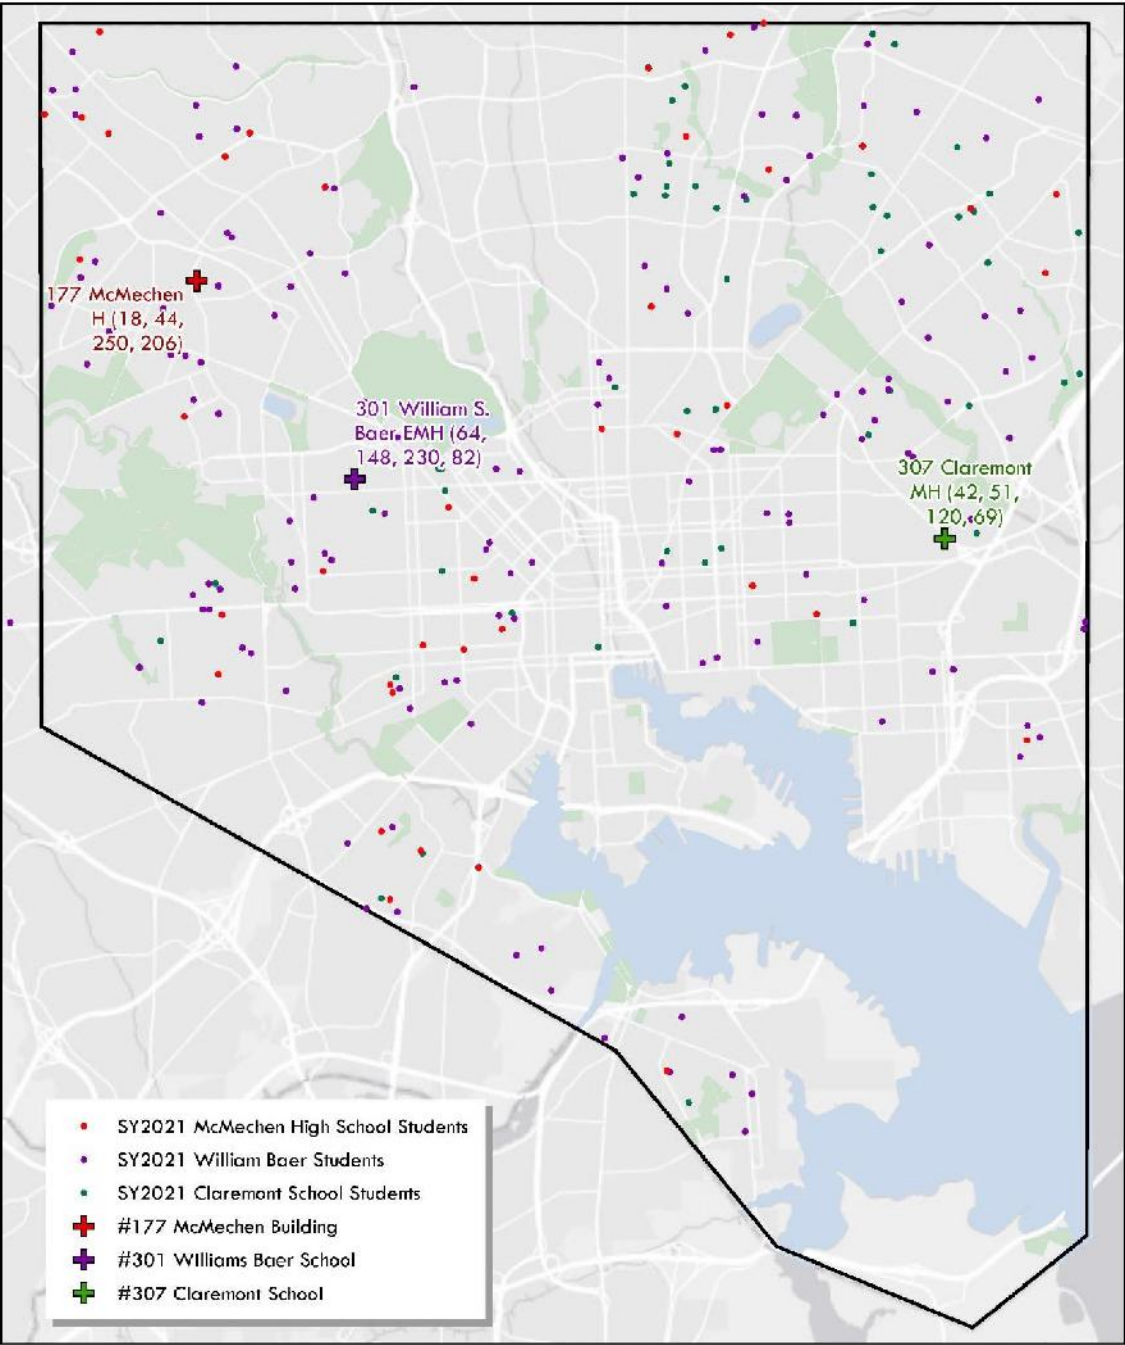 177 McMechen
H (18, 44,
250, 206)
301 William S.
Baer EMH (64,
148, 230, 82)
307 Claremont
MH (42, 51,
120, 69)
SY2021 McMechen High School Students
SY2021 William Baer Students
SY2021 Claremont School Students
#177 McMechen Building
#301 WIlliams Baer School
#307 Claremont School